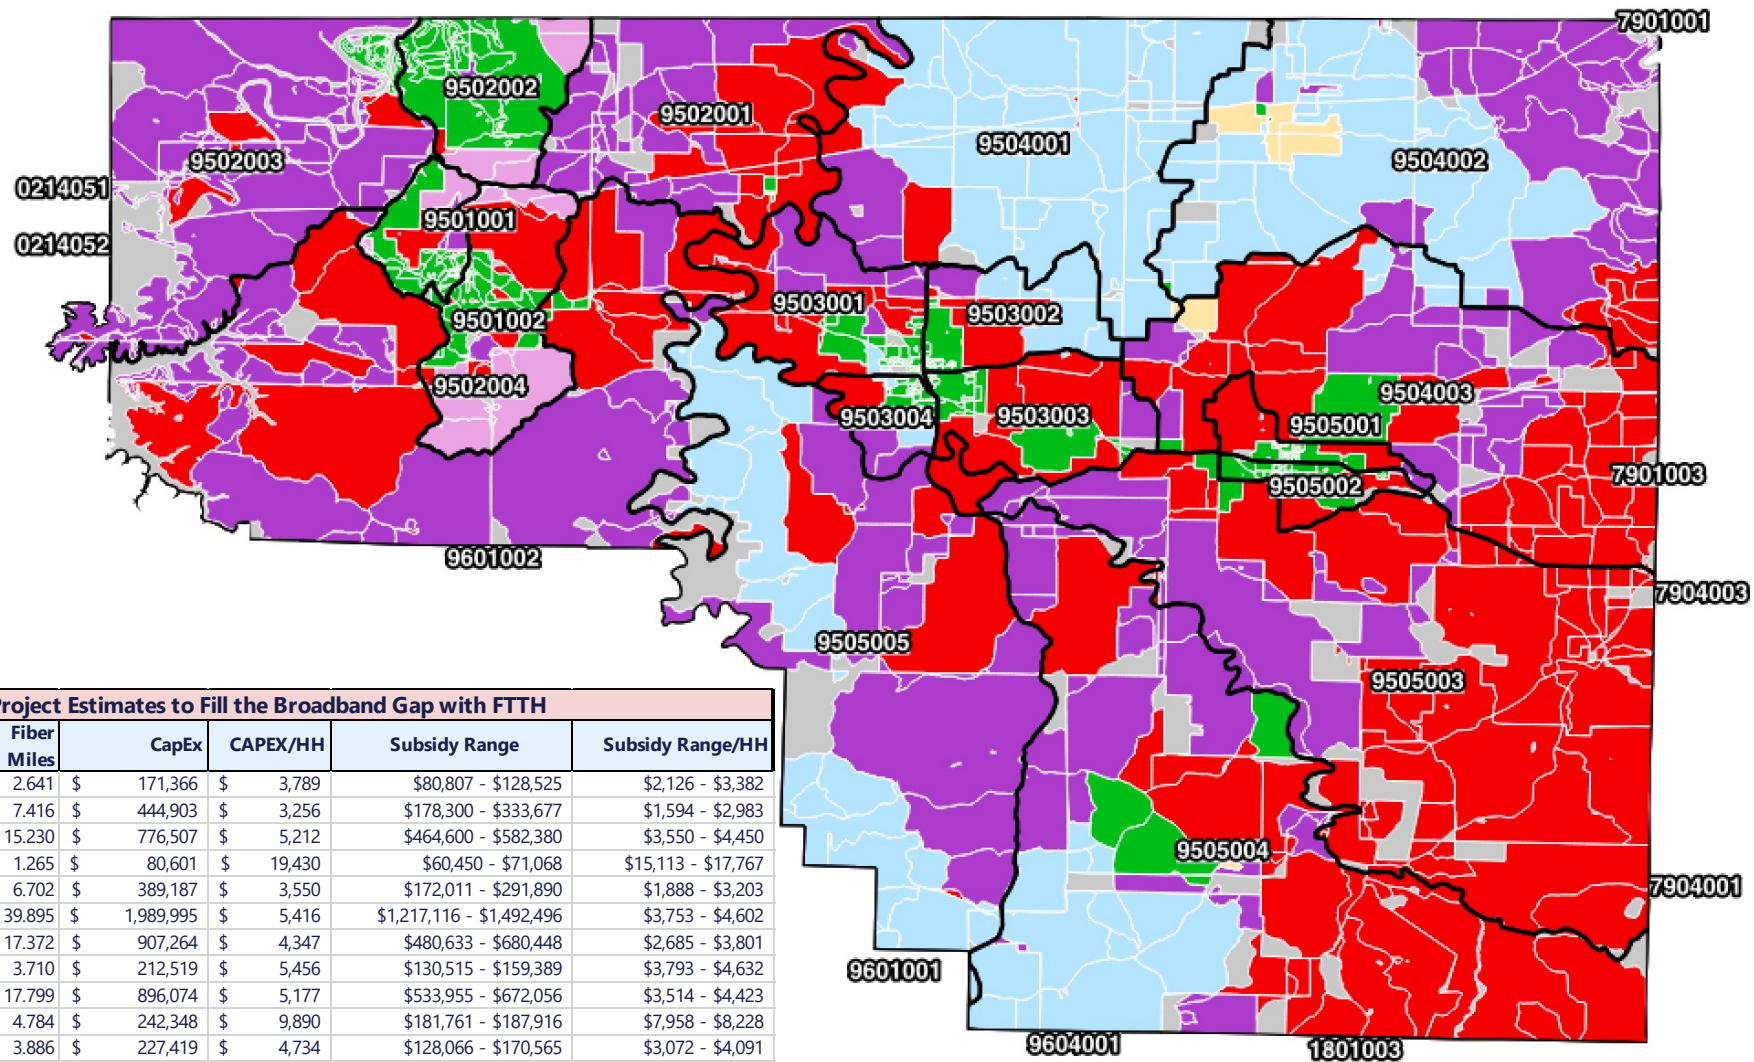 7901001
9502002
9502001
9504001
9502003
9504002
0214051
9501001
0214052
9503001
9501002
9503002
9502004
9504003
9503004
9503003
9505001
7901003
9505002
9601002
7904003
9505005
9505003
Project Estimates to Fill the Broadband Gap with FTTH
Fiber Miles CapEx CAPEX/HH Subsidy Range Subsidy Range/HH
2.641 $ 171,366 $ 3,789 $80,807 - $128,525 $2,126 - $3,382
7.416 $ 444,903 $ 3,256 $178,300 - $333,677 $1,594 - $2,983
15.230 $ 776,507 $ 5,212 $464,600 - $582,380 $3,550 - $4,450
1.265 $ 80,601 $ 19,430 $60,450 - $71,068 $15,113 - $17,767
6.702 $ 389,187 $ 3,550 $172,011 - $291,890 $1,888 - $3,203
39.895 $ 1,989,995 $ 5,416 $1,217,116 - $1,492,496 $3,753 - $4,602
17.372 $ 907,264 $ 4,347 $480,633 - $680,448 $2,685 - $3,801
3.710 $ 212,519 $ 5,456 $130,515 - $159,389 $3,793 - $4,632
17.799 $ 896,074 $ 5,177 $533,955 - $672,056 $3,514 - $4,423
4.784 $ 242,348 $ 9,890 $181,761 - $187,916 $7,958 - $8,228
3.886 $ 227,419 $ 4,734 $128,066 - $170,565 $3,072 - $4,091
9505004
7904001
9601001
9604001
1801003